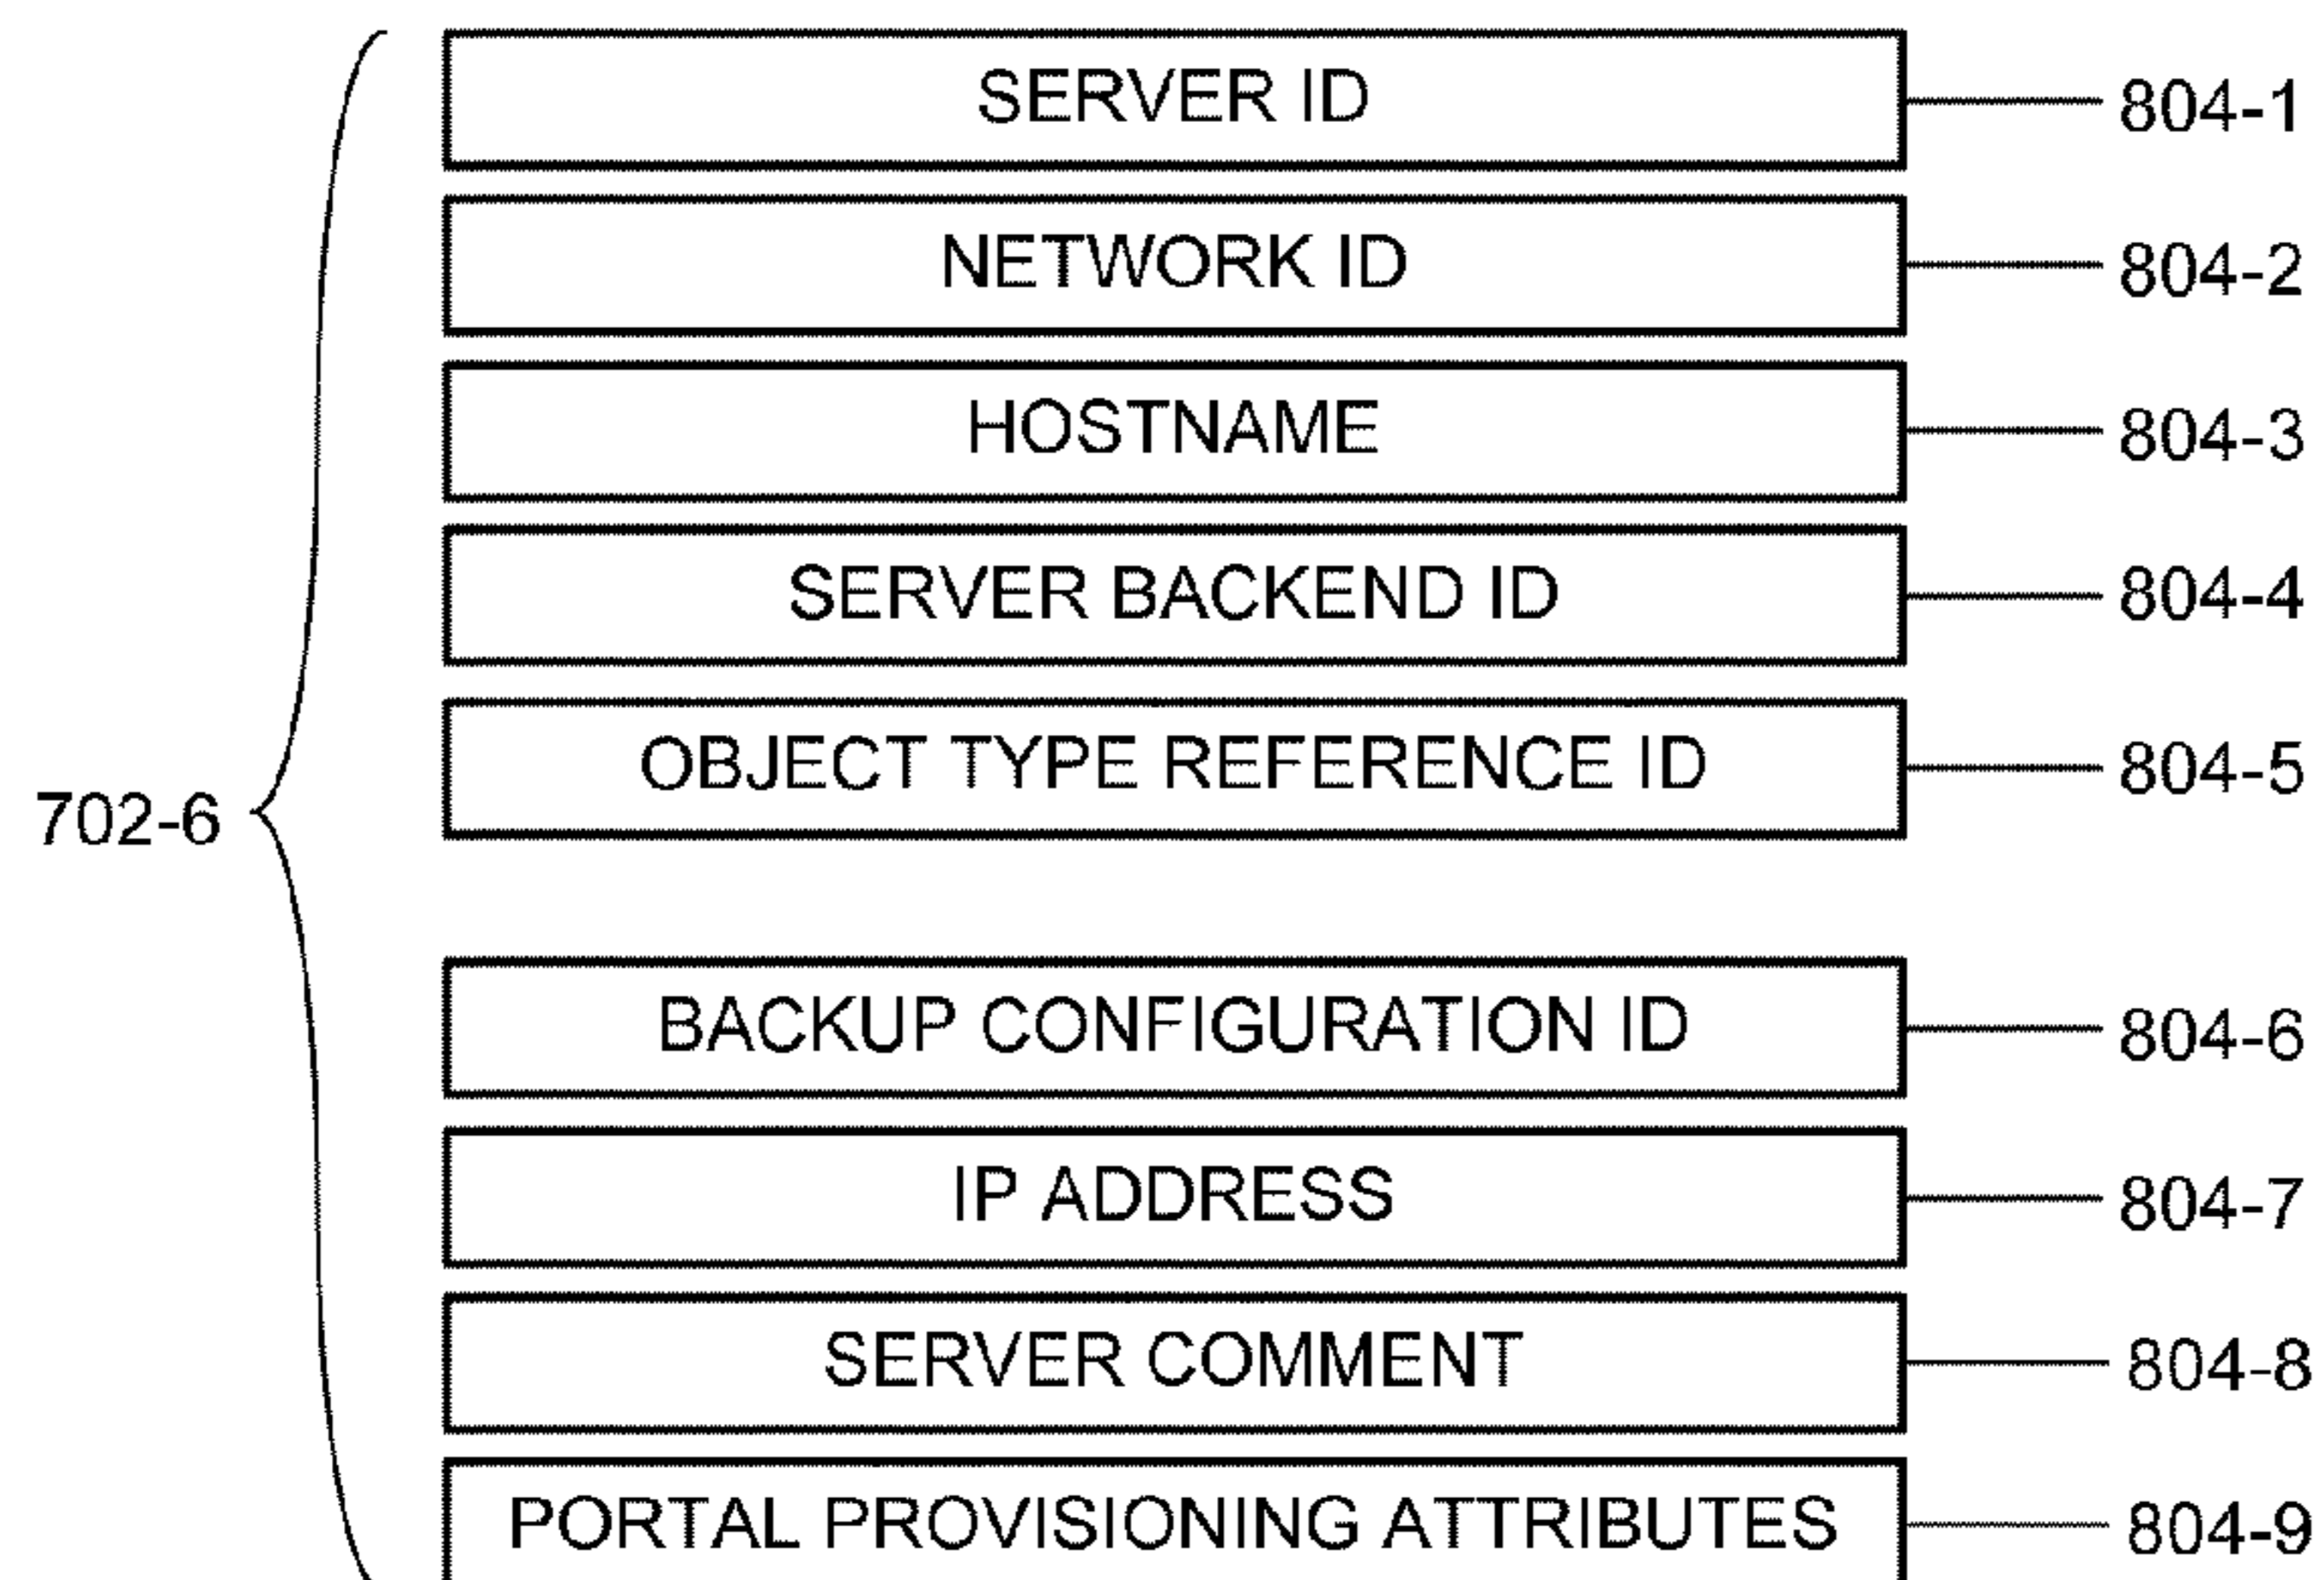 SERVER ID 804-1
NETWORK ID 804-2
HOSTNAME 804-3
SERVER BACKEND ID 804-4
OBJECT TYPE REFERENCE ID 804-5
702-6
BACKUP CONFIGURATION ID 804-6
IP ADDRESS 804-7
SERVER COMMENT 804-8
PORTAL PROVISIONING ATTRIBUTES 804-9